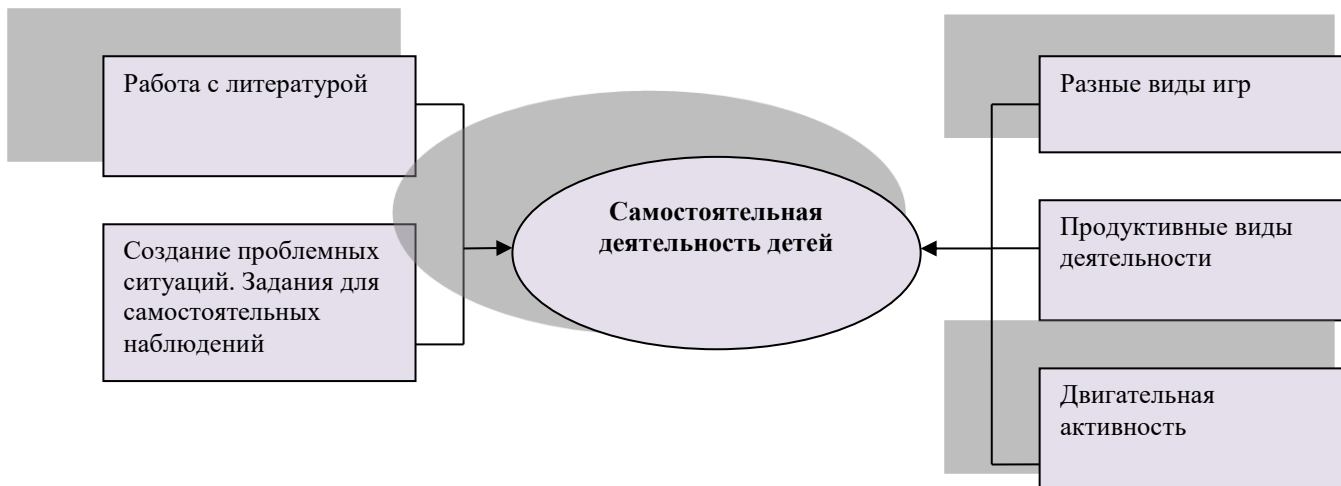 Работа с литературой
Создание проблемных
ситуаций. Задания для
самостоятельных
наблюдений
Самостоятельная
деятельность детей
Разные виды игр
Продуктивные виды
деятельности
Двигательная
активность